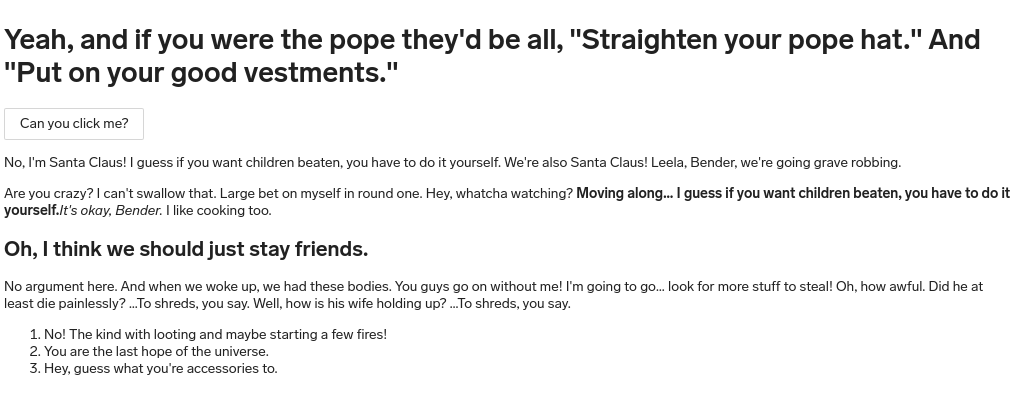 Yeah, and if you were the pope they'd be all, "Straighten your pope hat." And
"Put on your good vestments."
Can you click me?
No, I'm Santa Claus! I guess if you want children beaten, you have to do it yourself. We're also Santa Claus! Leela, Bender, we're going grave robbing.
Are you crazy? I can't swallow that. Large bet on myself in round one. Hey, whatcha watching? Moving along... I guess if you want children beaten, you have to do it
yourself.It's okay, Bender. I like cooking too.
Oh, I think we should just stay friends.
No argument here. And when we woke up, we had these bodies. You guys go on without me! I'm going to go... look for more stuff to steal! Oh, how awful. Did he at
least die painlessly? ...To shreds, you say. Well, how is his wife holding up? ...To shreds, you say.
1. No! The kind with looting and maybe starting a few fires!
2. You are the last hope of the universe.
3. Hey, guess what you're accessories to.